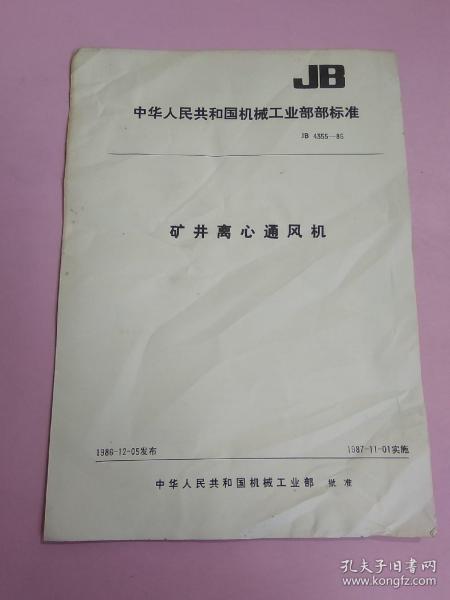 JB
中华人民共和国机械工业部部标准
JB 4355—86
矿井离心通风机
1986-12-05发布
1987-11-01实施
中华人民共和国机械工业部 批准
孔夫子旧书网
www.kongfz.com